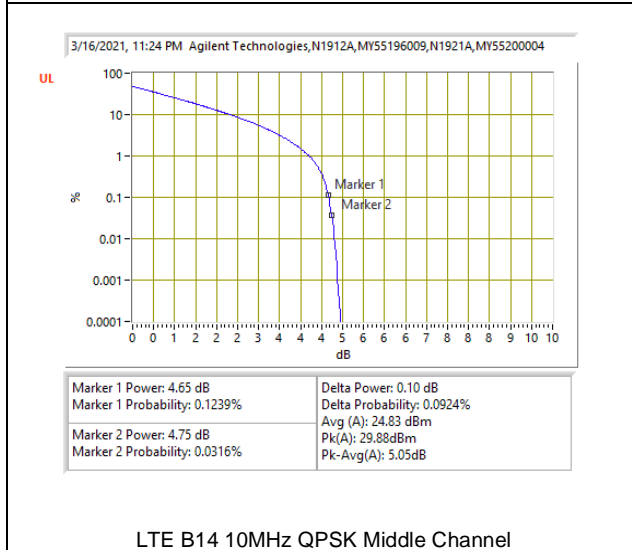 3/16/2021, 11:24 PM Agilent Technologies,N1912A,MY55196009,N1921A,MY55200004
UL
100
10
1
0.1
0.01
0.001
0.0001
%
Marker 1
Marker 2
0 0 1 2 2 3 4 4 4 5 5 6 6 7 8 8 9 9 10 10
dB
Marker 1 Power: 4.65 dB
Marker 1 Probability: 0.1239%
Marker 2 Power: 4.75 dB
Marker 2 Probability: 0.0316%
Delta Power: 0.10 dB
Delta Probability: 0.0924%
Avg (A): 24.83 dBm
Pk(A): 29.88dBm
Pk-Avg(A): 5.05dB
LTE B14 10MHz QPSK Middle Channel